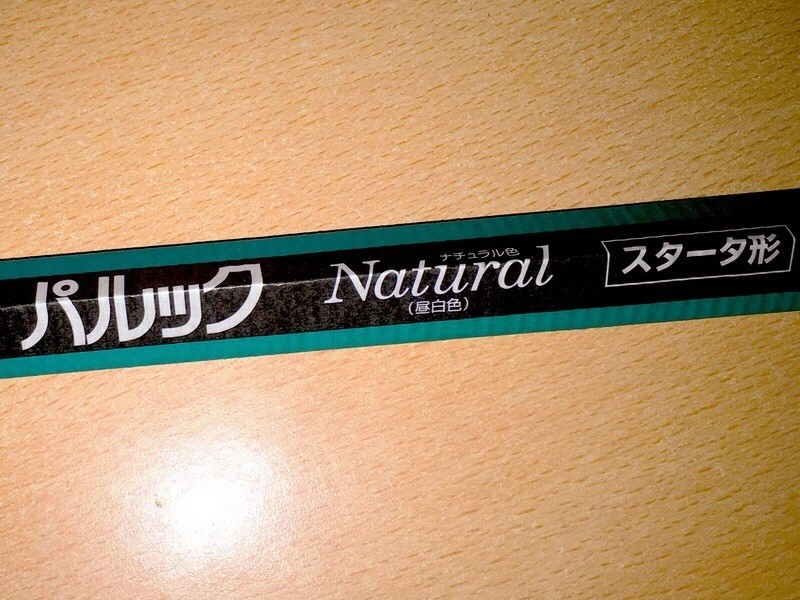 パルック
ナチュラル色
Natural
(昼白色)
スタータ形